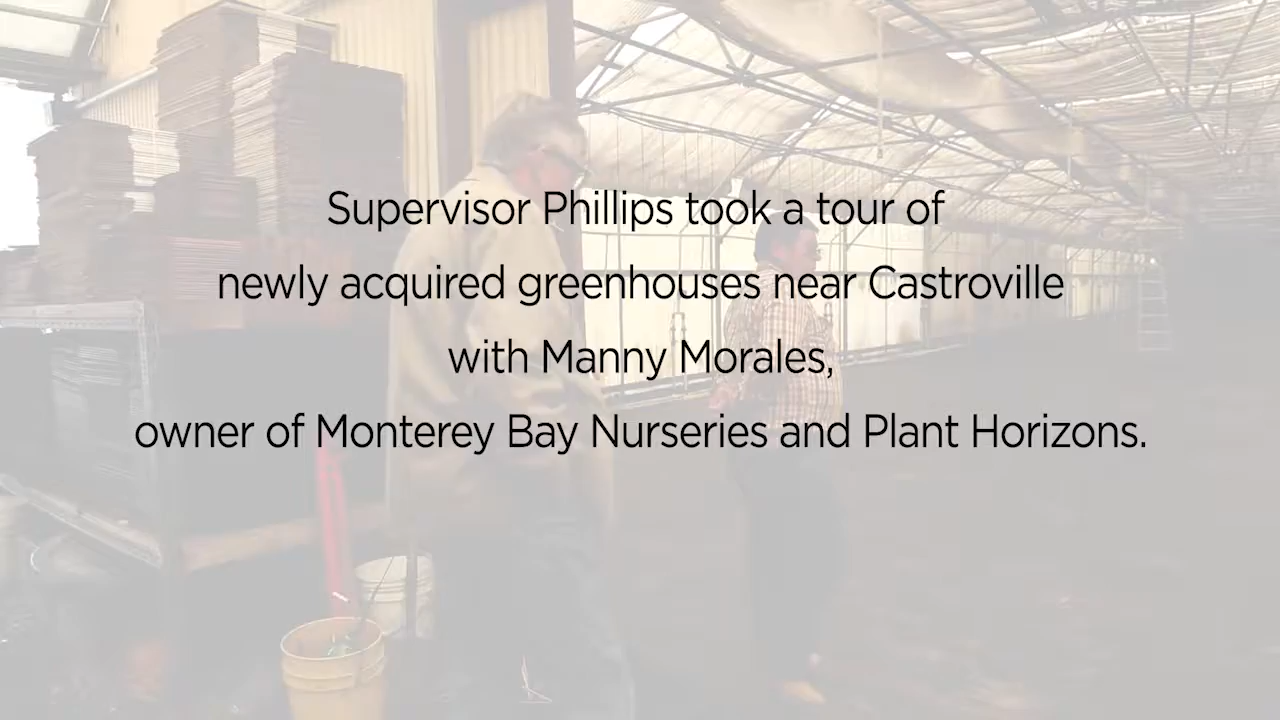 Supervisor Phillips took a tour of
newly acquired greenhouses near Castroville
with Manny Morales,
owner of Monterey Bay Nurseries and Plant Horizons.